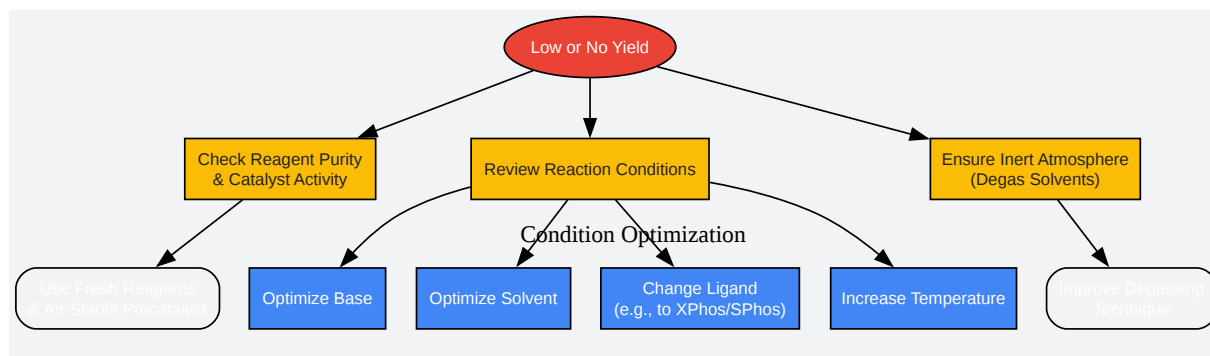 Low or No Yield
Check Reagent Purity
& Catalyst Activity
Review Reaction Conditions
Ensure Inert Atmosphere
(Degas Solvents)
Condition Optimization
Use Fresh Reagents
& Air-Stable Precatalyst
Optimize Base
Optimize Solvent
Change Ligand
(e.g., to XPhos/SPhos)
Increase Temperature
Improve Degassing
Technique